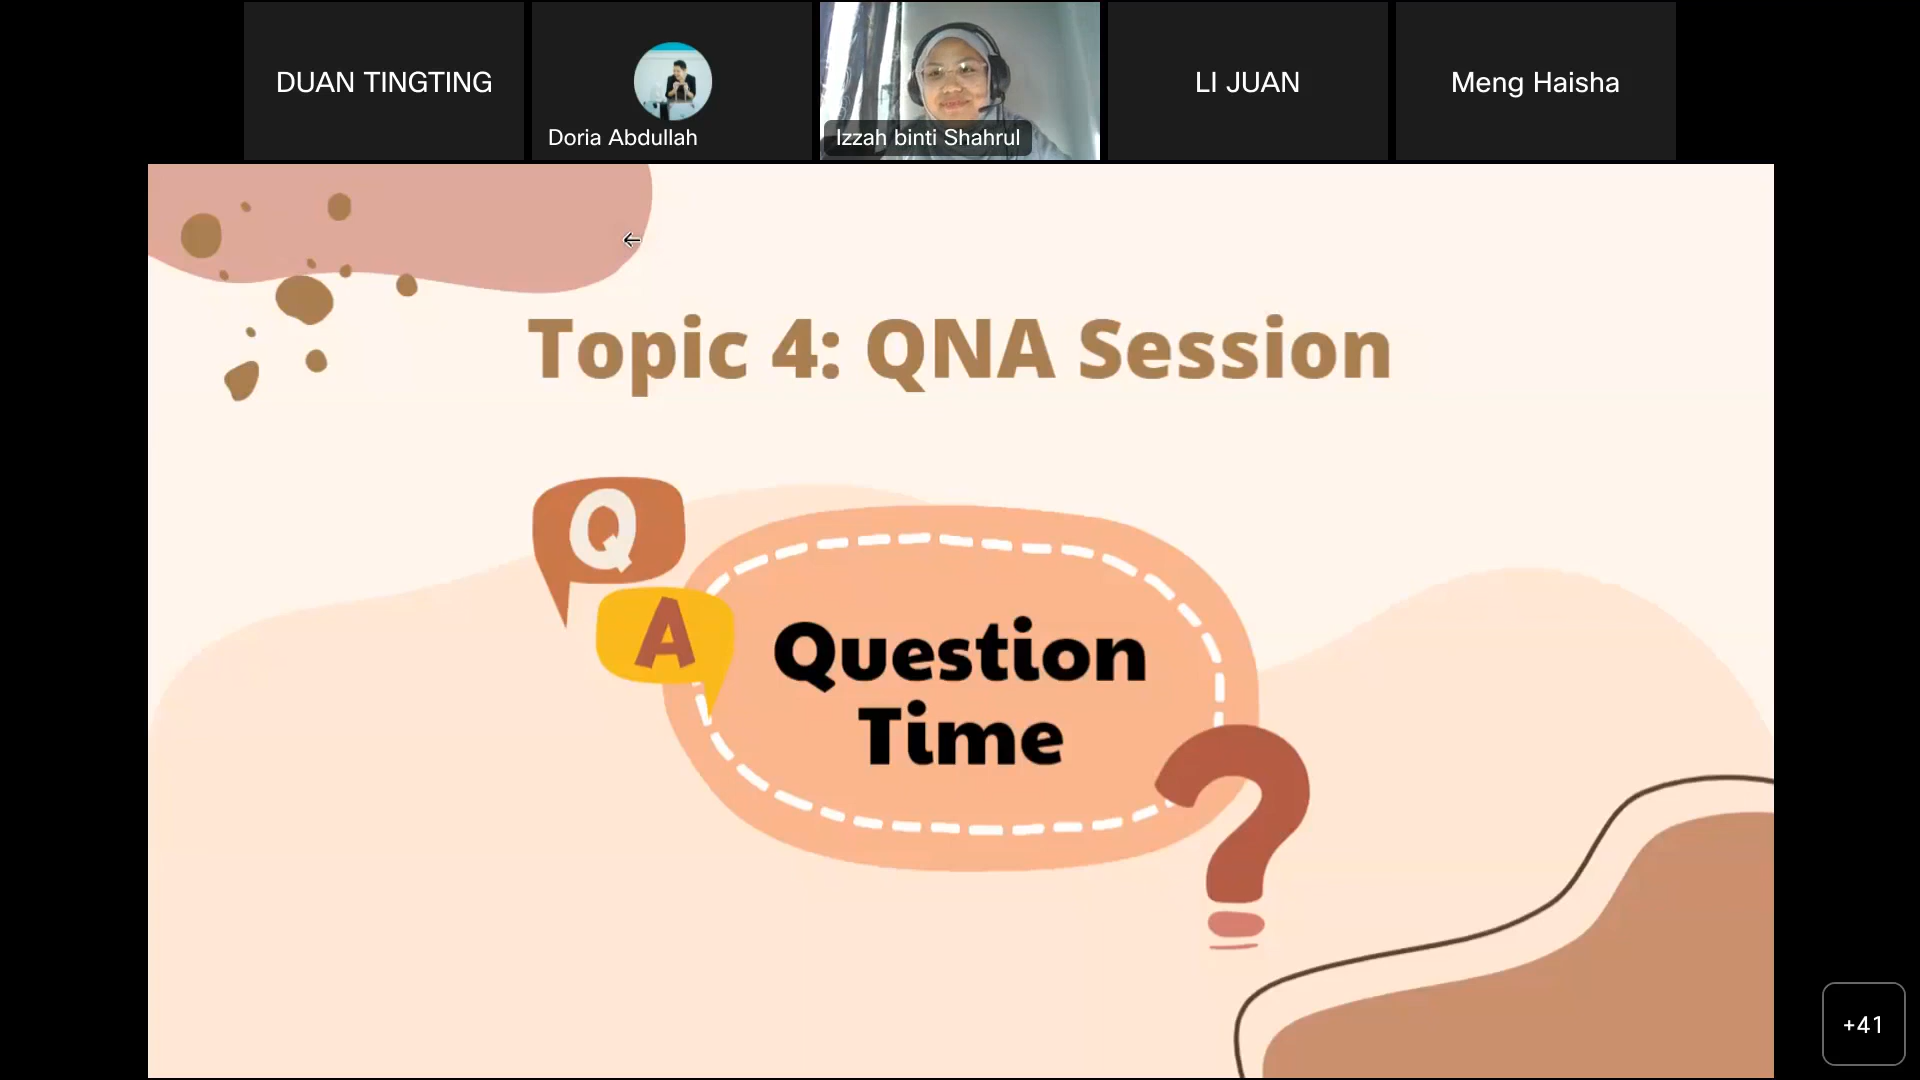 DUAN TINGTING
Doria Abdullah
Izzah binti Shahrul
LI JUAN
Meng Haisha
Topic 4: QNA Session
Q
A
Question
Time
?
+41